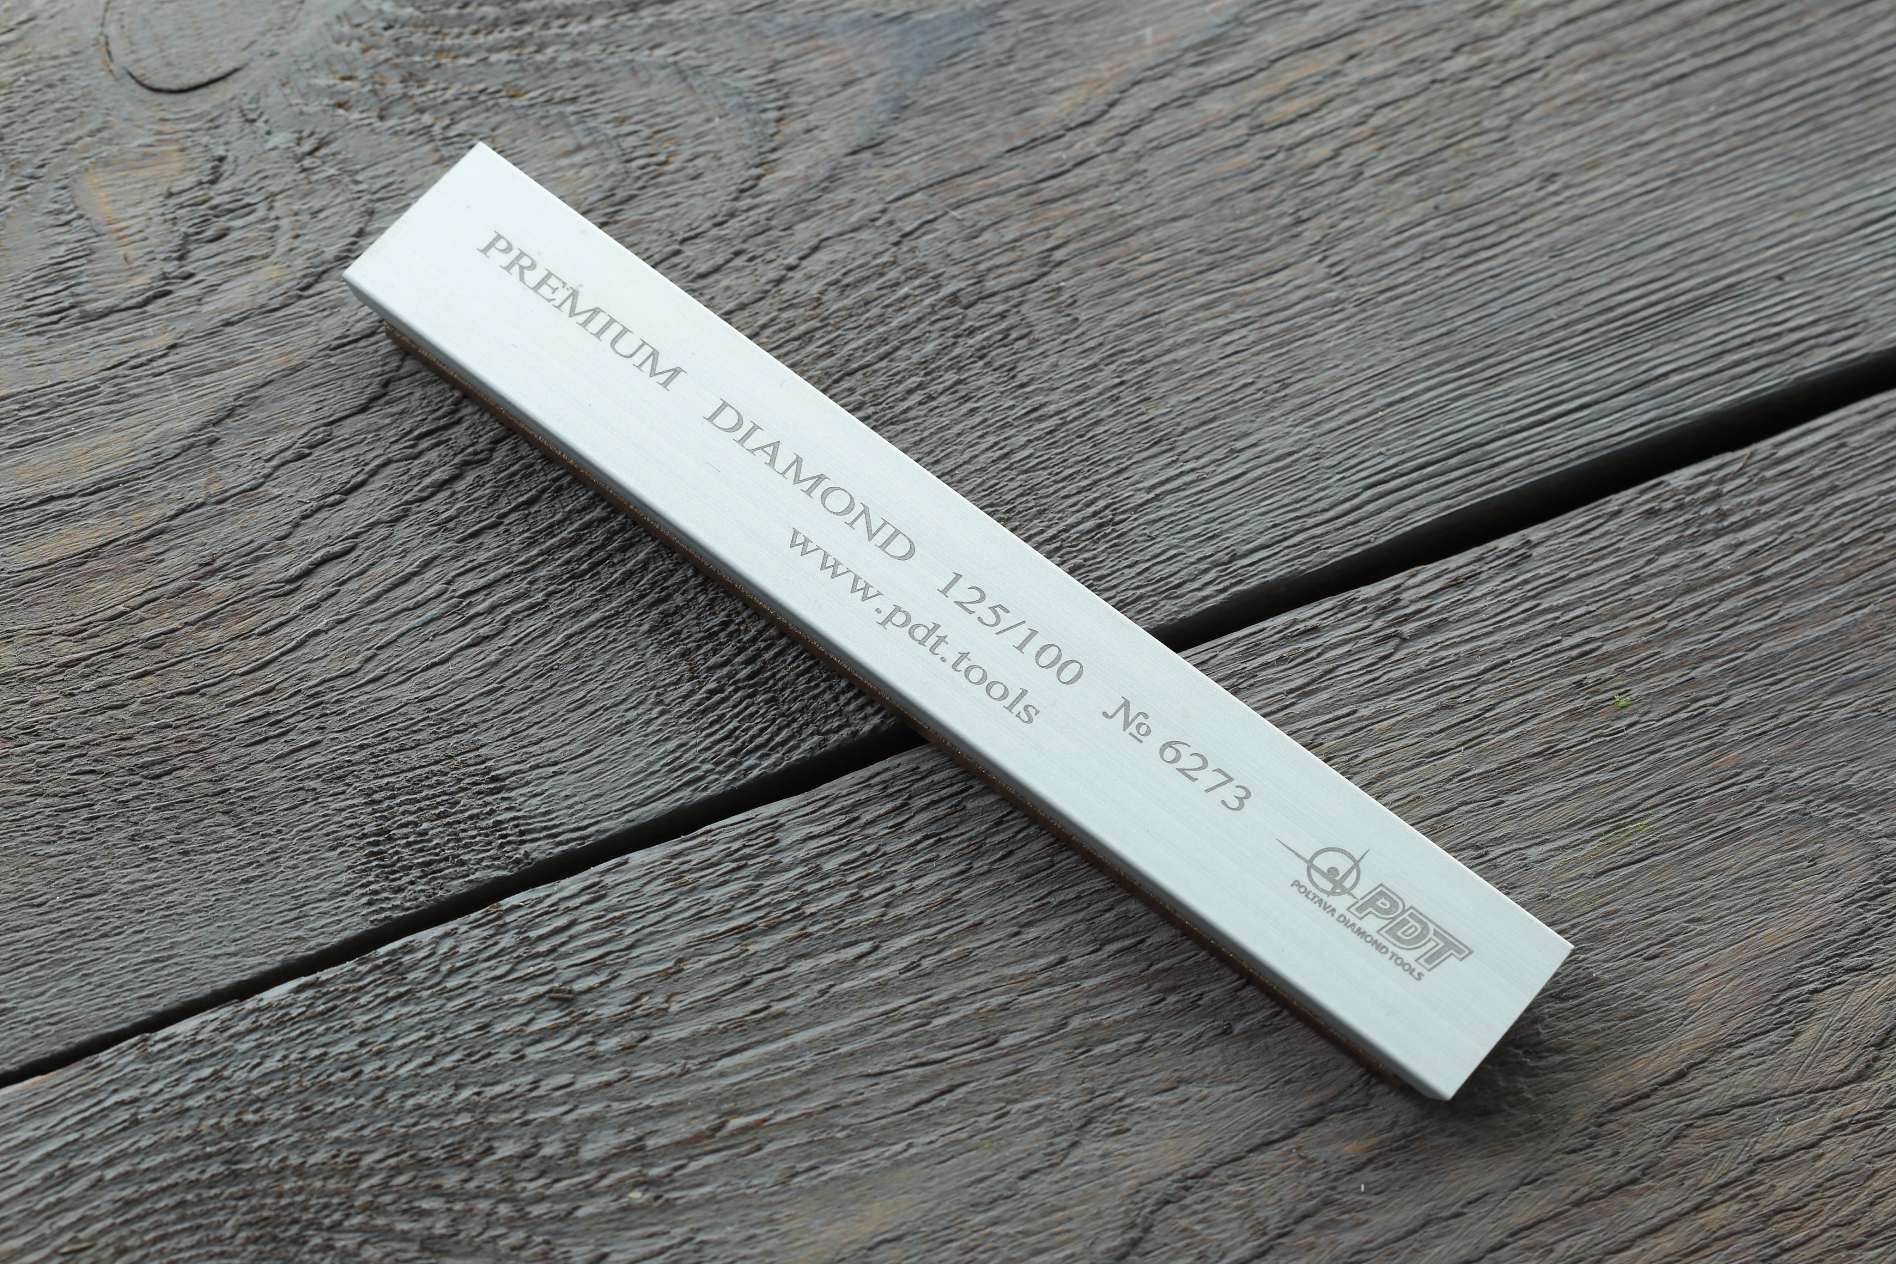 PREMIUM DIAMOND 125/100 № 6273
www.pdt.tools
PDT
POLTAVA DIAMOND TOOLS